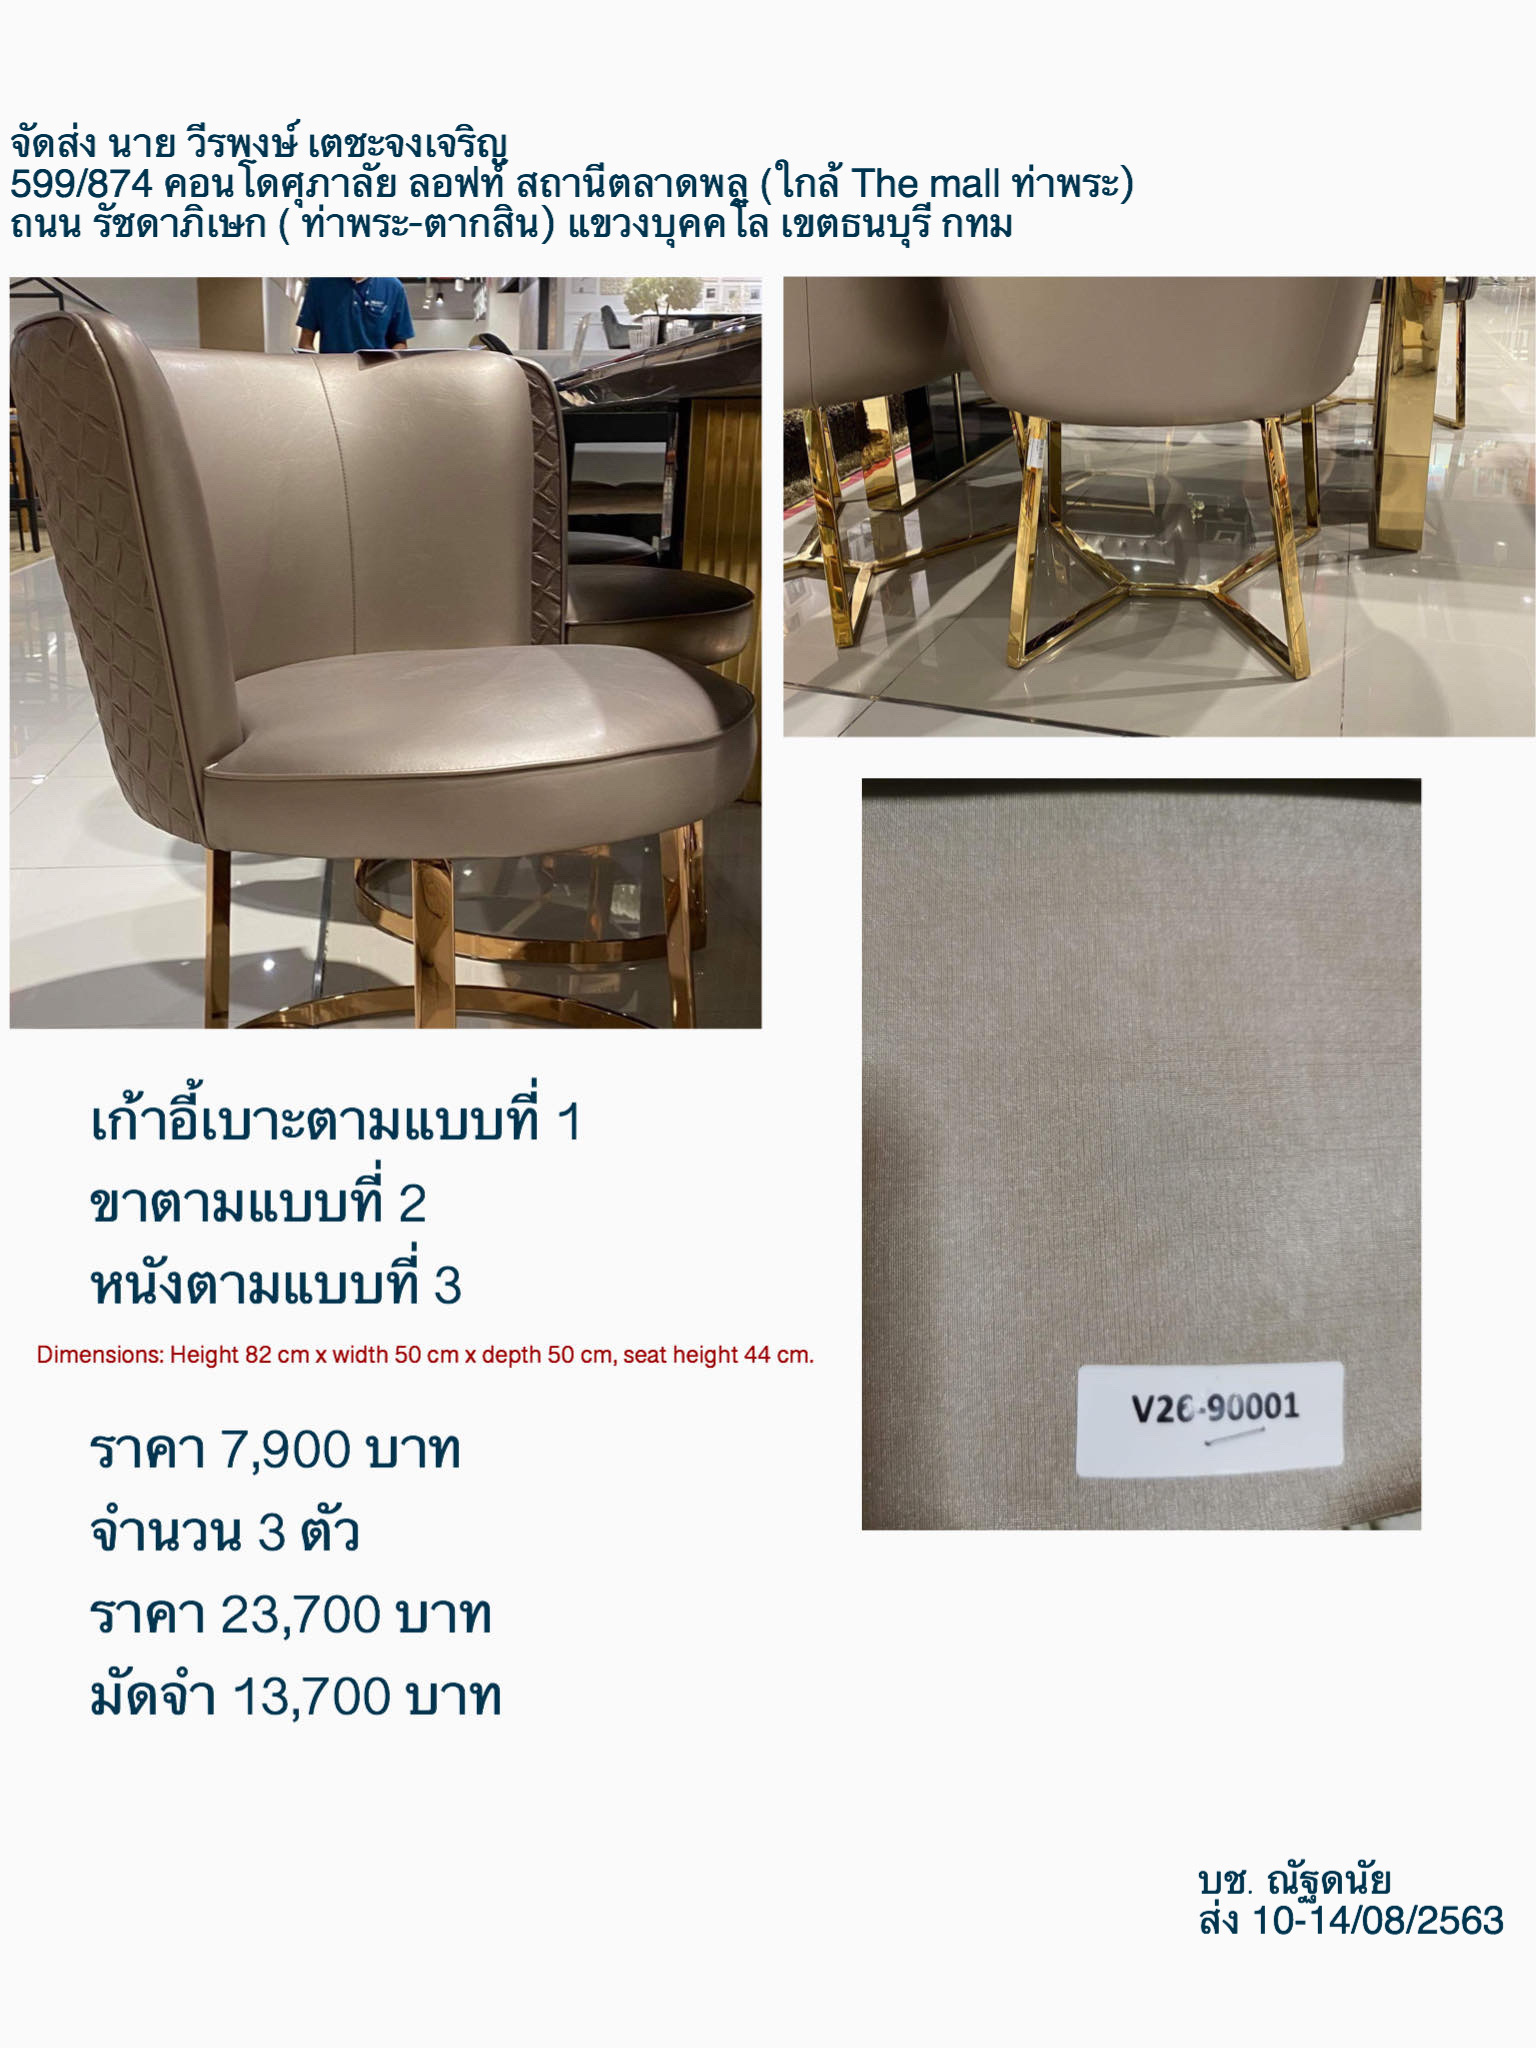 จัดส่ง นาย วีรพงษ์ เตชะจงเจริญ
599/874 คอนโดศุภาลัย ลอฟท์ สถานีตลาดพลู (ใกล้ The mall ท่าพระ)
ถนน รัชดาภิเษก ( ท่าพระ-ตากสิน) แขวงบุคคโล เขตธนบุรี กทม
เก้าอี้เบาะตามแบบที่ 1
ขาตามแบบที่ 2
หนังตามแบบที่ 3
Dimensions: Height 82 cm x width 50 cm x depth 50 cm, seat height 44 cm.
V26-90001
ราคา 7,900 บาท
จำนวน 3 ตัว
ราคา 23,700 บาท
มัดจำ 13,700 บาท
บช. ณัฐดนัย
ส่ง 10-14/08/2563